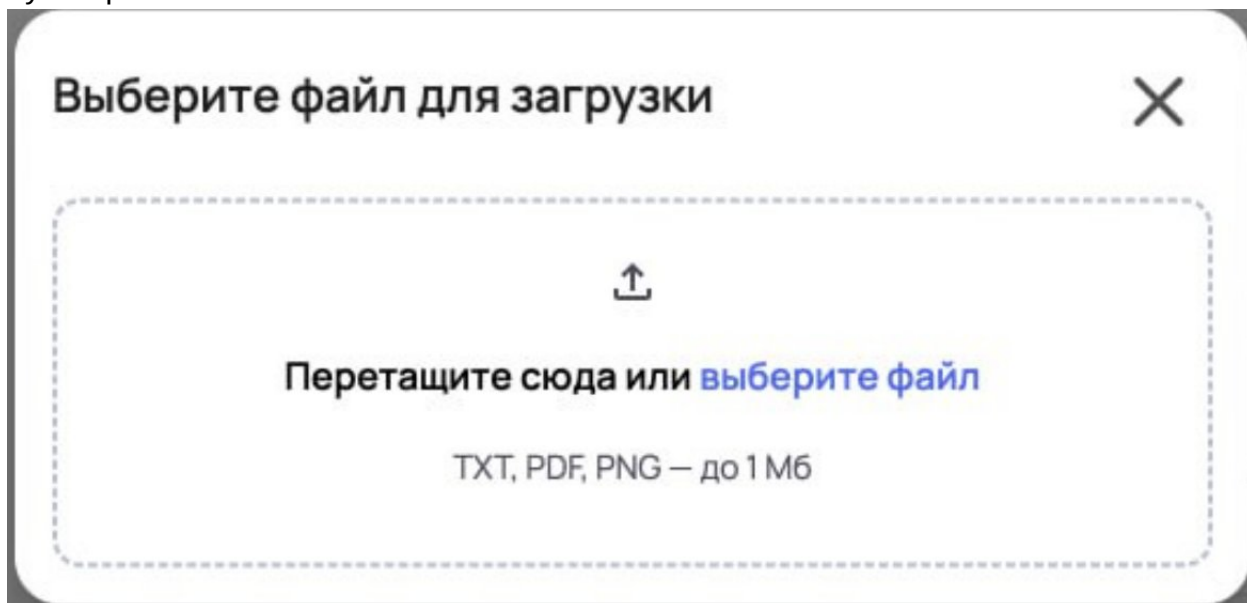 Выберите файл для загрузки
Перетащите сюда или выберите файл
TXT, PDF, PNG — до 1 Мб